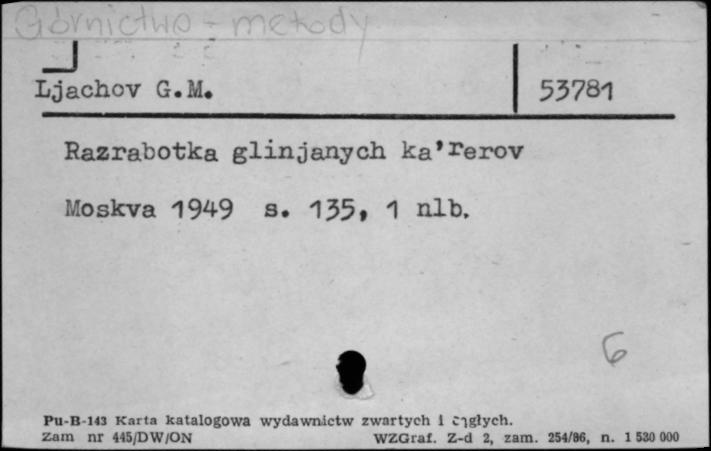 Górnictwo - metody
Ljachov G.M.
53781
Razrabotka glinjanych ka'rerov
Moskva 1949 s. 135, 1 nlb.
6
Pu-B-143 Karta katalogowa wydawnictw zwartych i ciągłych.
Zam nr 445/DW/ON WZGraf. Z-d 2, zam. 254/86, n. 1 530 000